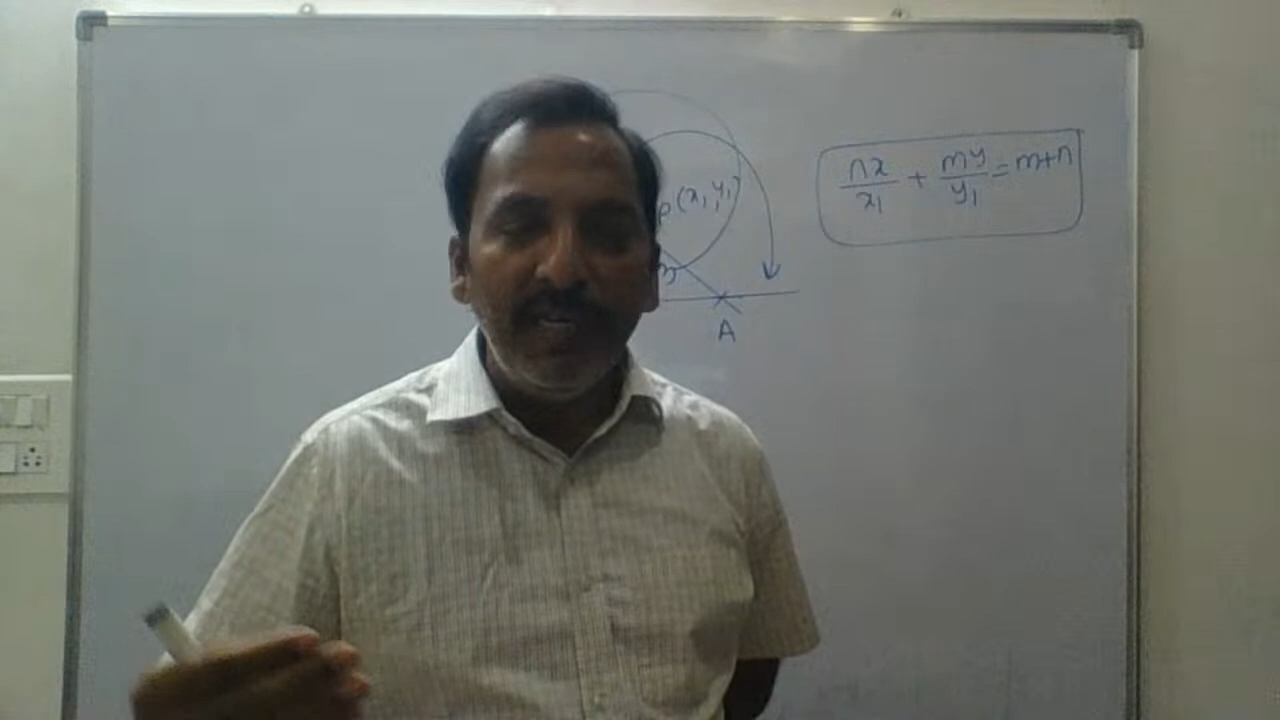 P(x₁,y₁)
m
A
nx/x₁ + my/y₁ = m+n